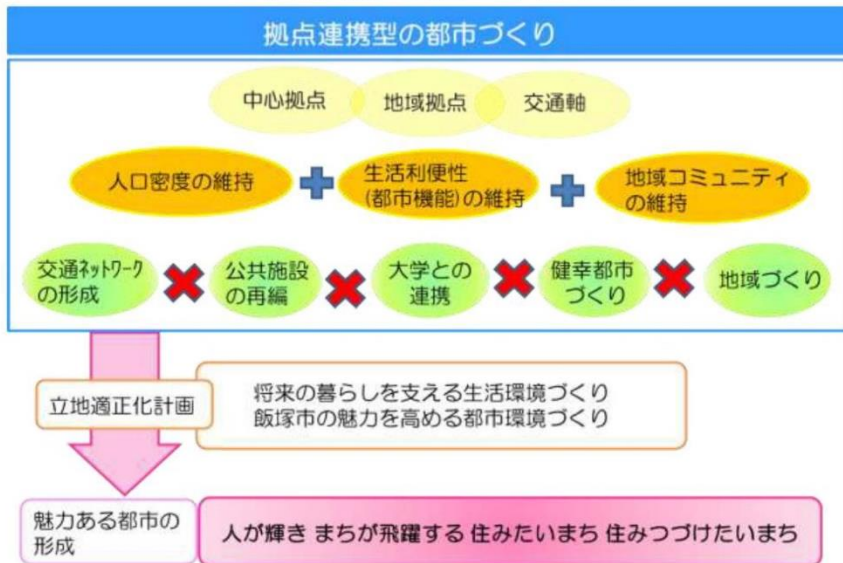 拠点連携型の都市づくり
中心拠点
地域拠点
交通軸
人口密度の維持
生活利便性
(都市機能)の維持
地域コミュニティ
の維持
交通ﾈｯﾄﾜｰｸ
の形成
公共施設
の再編
大学との
連携
健幸都市
づくり
地域づくり
立地適正化計画
将来の暮らしを支える生活環境づくり
飯塚市の魅力を高める都市環境づくり
魅力ある都市の
形成
人が輝き まちが飛躍する 住みたいまち 住みつづけたいまち